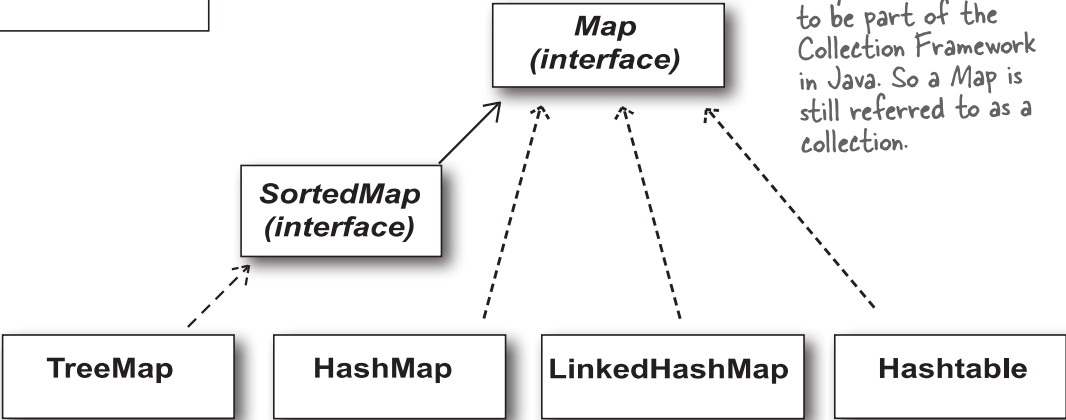 to be part of the
Collection Framework
in Java. So a Map is
still referred to as a
collection.
Map
(interface)
SortedMap
(interface)
TreeMap
HashMap
LinkedHashMap
Hashtable